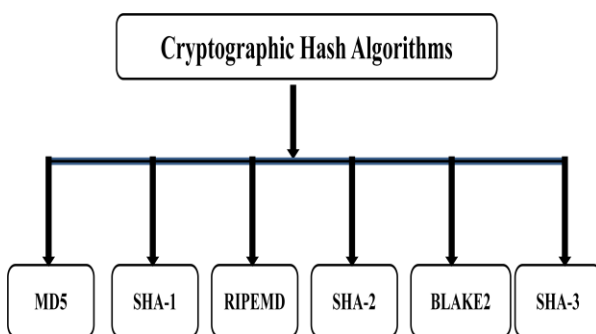 Cryptographic Hash Algorithms
MD5
SHA-1
RIPEMD
SHA-2
BLAKE2
SHA-3